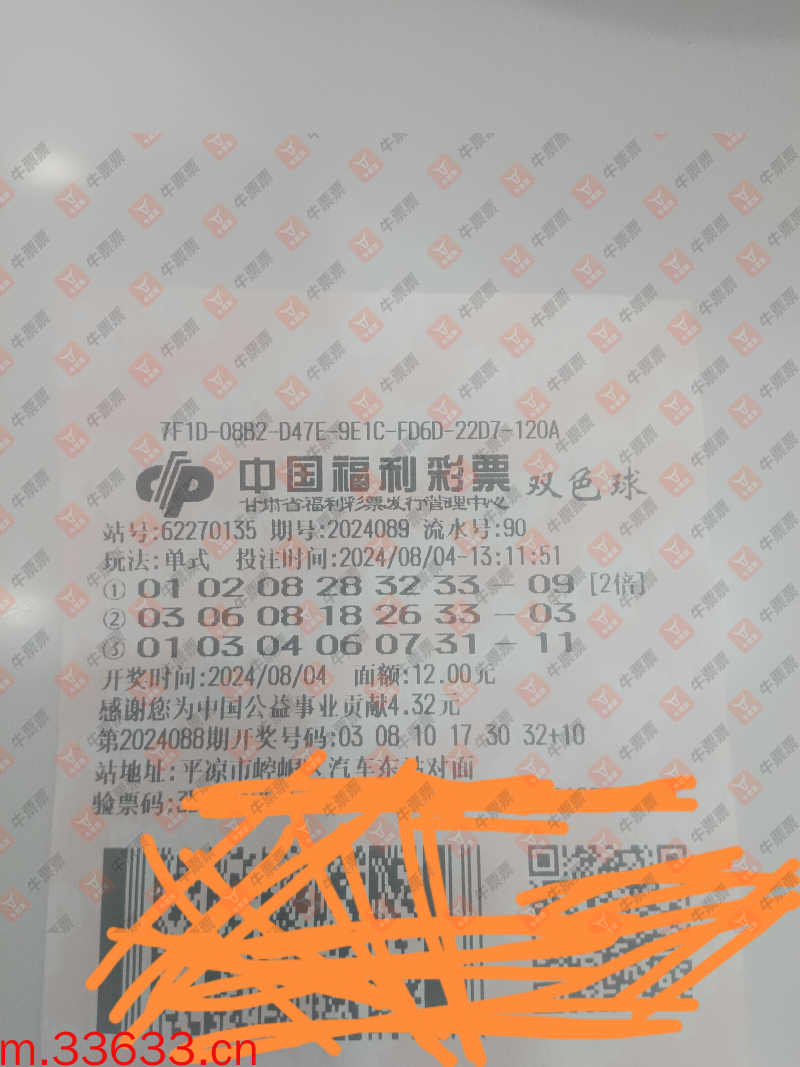 7F1D-08B2-D47E-9E1C-FD6D-22D7-120A
中国福利彩票 双色球
甘肃省福利彩票发行管理中心
站号:62270135 期号:2024089 流水号:90
玩法:单式 投注时间:2024/08/04-13:11:51
① 01 02 08 28 32 33 - 09 [2倍]
② 03 06 08 18 26 33 - 03
③ 01 03 04 06 07 31 - 11
开奖时间:2024/08/04 面额:12.00元
感谢您为中国公益事业贡献4.32元
第2024088期开奖号码:03 08 10 17 30 32+10
站地址:平凉市崆峒区汽车东站对面
验票码:
牛票票
m.33633.cn